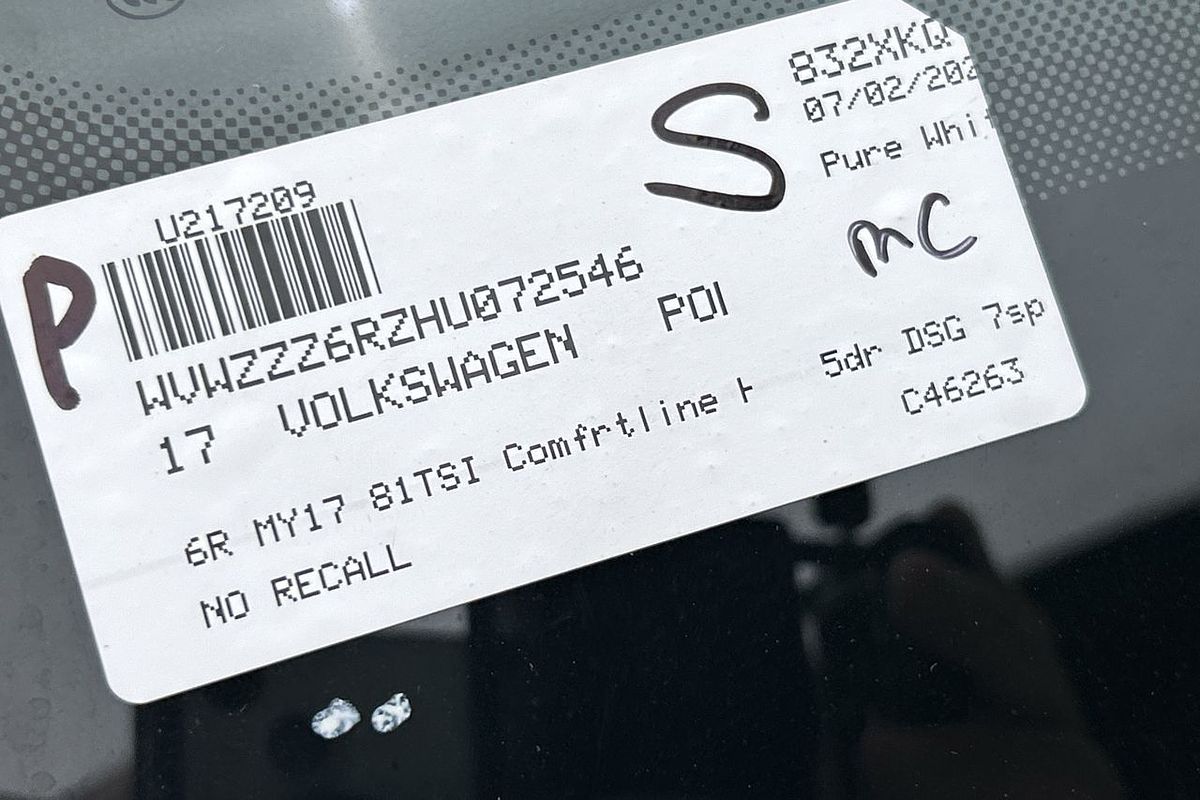 832XKQ
07/02/202
Pure Whi
S
mC
U217209
P
WVWZZZ6RZHU072546
17 VOLKSWAGEN POl
6R MY17 81TSI Comfrtline H 5dr DSG 7sp
NO RECALL C46263